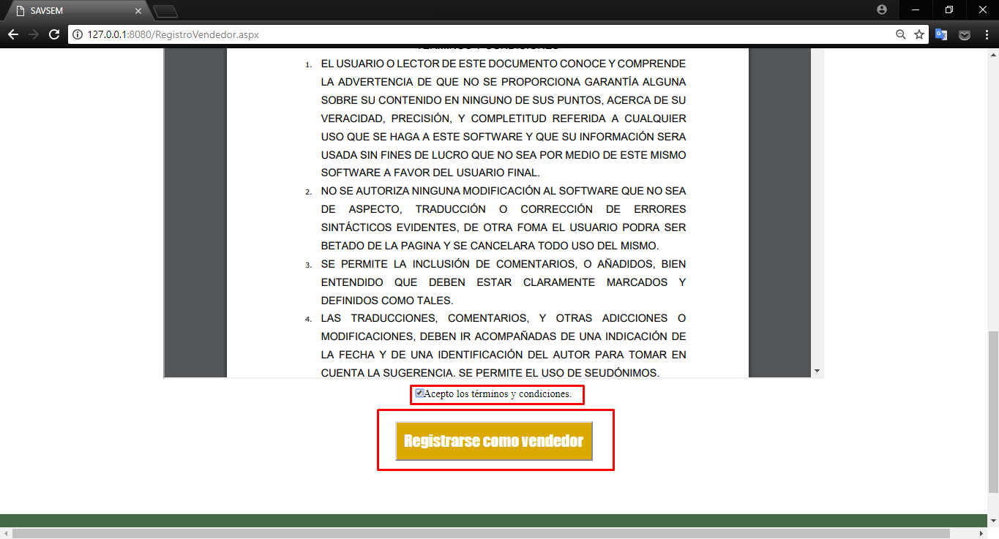 SAVSEM
127.0.0.1:8080/RegistroVendedor.aspx
TÉRMINOS Y CONDICIONES
1. EL USUARIO O LECTOR DE ESTE DOCUMENTO CONOCE Y COMPRENDE
LA ADVERTENCIA DE QUE NO SE PROPORCIONA GARANTÍA ALGUNA
SOBRE SU CONTENIDO EN NINGUNO DE SUS PUNTOS, ACERCA DE SU
VERACIDAD, PRECISIÓN, Y COMPLETITUD REFERIDA A CUALQUIER
USO QUE SE HAGA A ESTE SOFTWARE Y QUE SU INFORMACIÓN SERA
USADA SIN FINES DE LUCRO QUE NO SEA POR MEDIO DE ESTE MISMO
SOFTWARE A FAVOR DEL USUARIO FINAL.
2. NO SE AUTORIZA NINGUNA MODIFICACIÓN AL SOFTWARE QUE NO SEA
DE ASPECTO, TRADUCCIÓN O CORRECCIÓN DE ERRORES
SINTÁCTICOS EVIDENTES, DE OTRA FOMA EL USUARIO PODRA SER
BETADO DE LA PAGINA Y SE CANCELARA TODO USO DEL MISMO.
3. SE PERMITE LA INCLUSIÓN DE COMENTARIOS, O AÑADIDOS, BIEN
ENTENDIDO QUE DEBEN ESTAR CLARAMENTE MARCADOS Y
DEFINIDOS COMO TALES.
4. LAS TRADUCCIONES, COMENTARIOS, Y OTRAS ADICCIONES O
MODIFICACIONES, DEBEN IR ACOMPAÑADAS DE UNA INDICACIÓN DE
LA FECHA Y DE UNA IDENTIFICACIÓN DEL AUTOR PARA TOMAR EN
CUENTA LA SUGERENCIA. SE PERMITE EL USO DE SEUDÓNIMOS.
Acepto los términos y condiciones.
Registrarse como vendedor